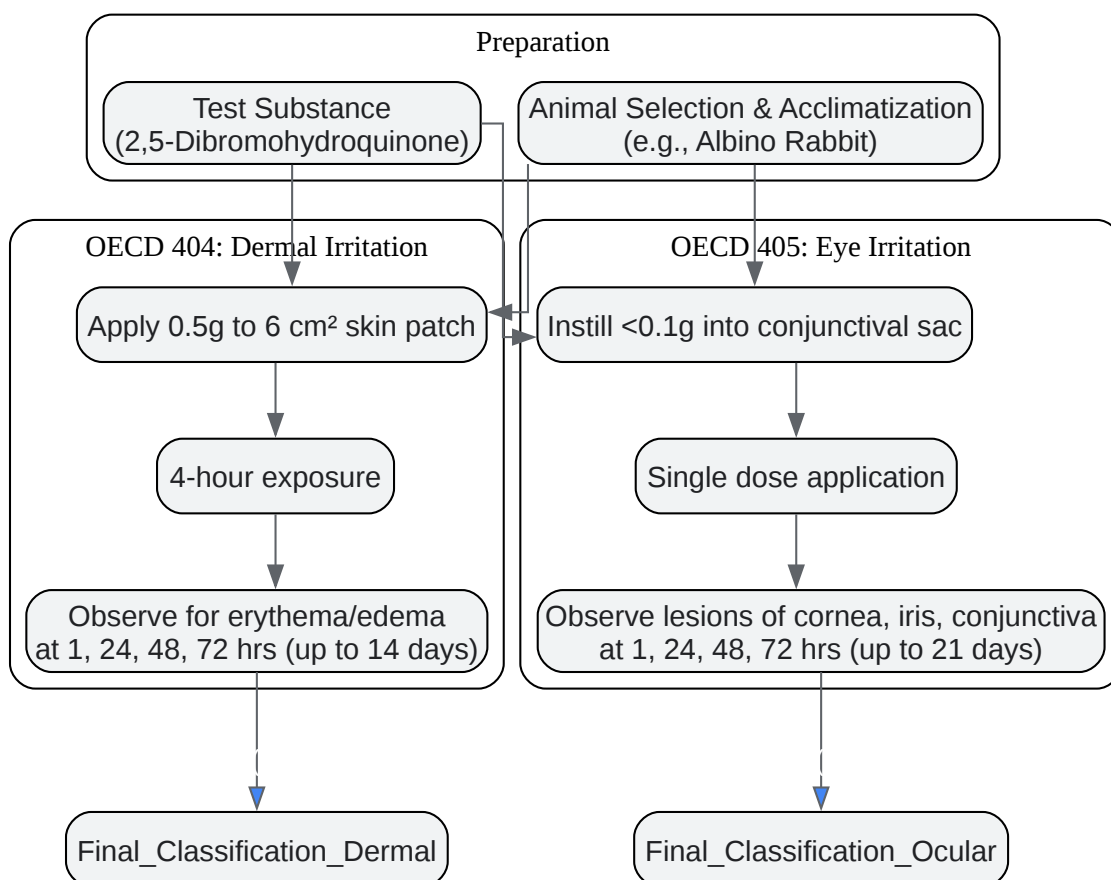 Preparation
Test Substance
(2,5-Dibromohydroquinone)
Animal Selection & Acclimatization
(e.g., Albino Rabbit)
OECD 404: Dermal Irritation
Apply 0.5g to 6 cm² skin patch
4-hour exposure
Observe for erythema/edema
at 1, 24, 48, 72 hrs (up to 14 days)
Final_Classification_Dermal
OECD 405: Eye Irritation
Instill <0.1g into conjunctival sac
Single dose application
Observe lesions of cornea, iris, conjunctiva
at 1, 24, 48, 72 hrs (up to 21 days)
Final_Classification_Ocular